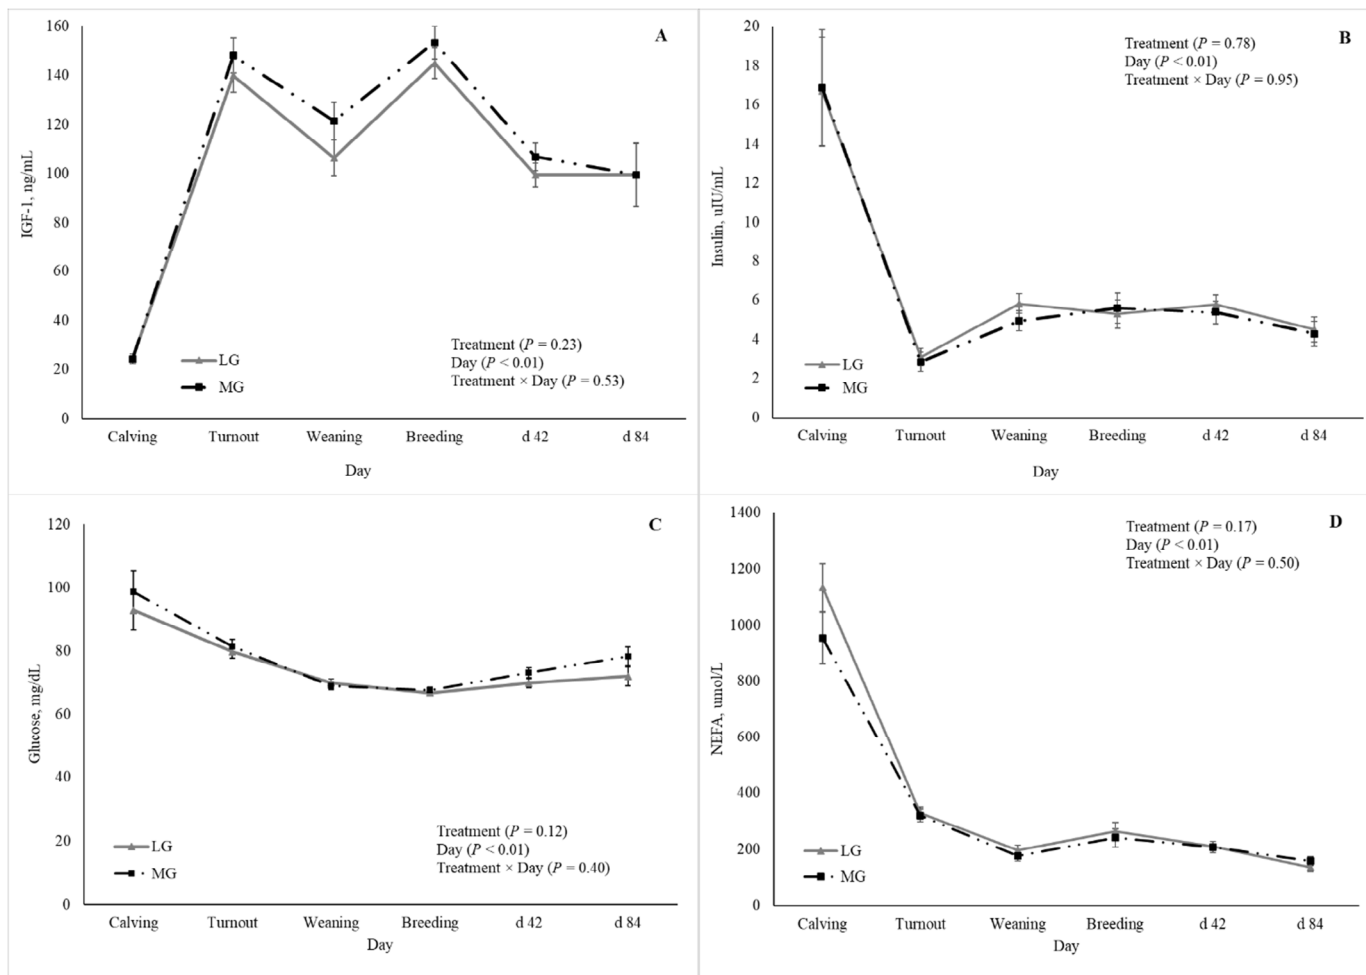 A
160
140
120
100
80
60
40
20
0
IGF-1, ng/mL
LG
MG
Treatment (P = 0.23)
Day (P < 0.01)
Treatment × Day (P = 0.53)
Calving Turnout Weaning Breeding d 42 d 84
Day
B
20
18
16
14
12
10
8
6
4
2
0
Insulin, uIU/mL
Treatment (P = 0.78)
Day (P < 0.01)
Treatment × Day (P = 0.95)
LG
MG
Calving Turnout Weaning Breeding d 42 d 84
Day
C
120
100
80
60
40
20
0
Glucose, mg/dL
LG
MG
Treatment (P = 0.12)
Day (P < 0.01)
Treatment × Day (P = 0.40)
Calving Turnout Weaning Breeding d 42 d 84
Day
D
1400
1200
1000
800
600
400
200
0
NEFA, umol/L
Treatment (P = 0.17)
Day (P < 0.01)
Treatment × Day (P = 0.50)
LG
MG
Calving Turnout Weaning Breeding d 42 d 84
Day